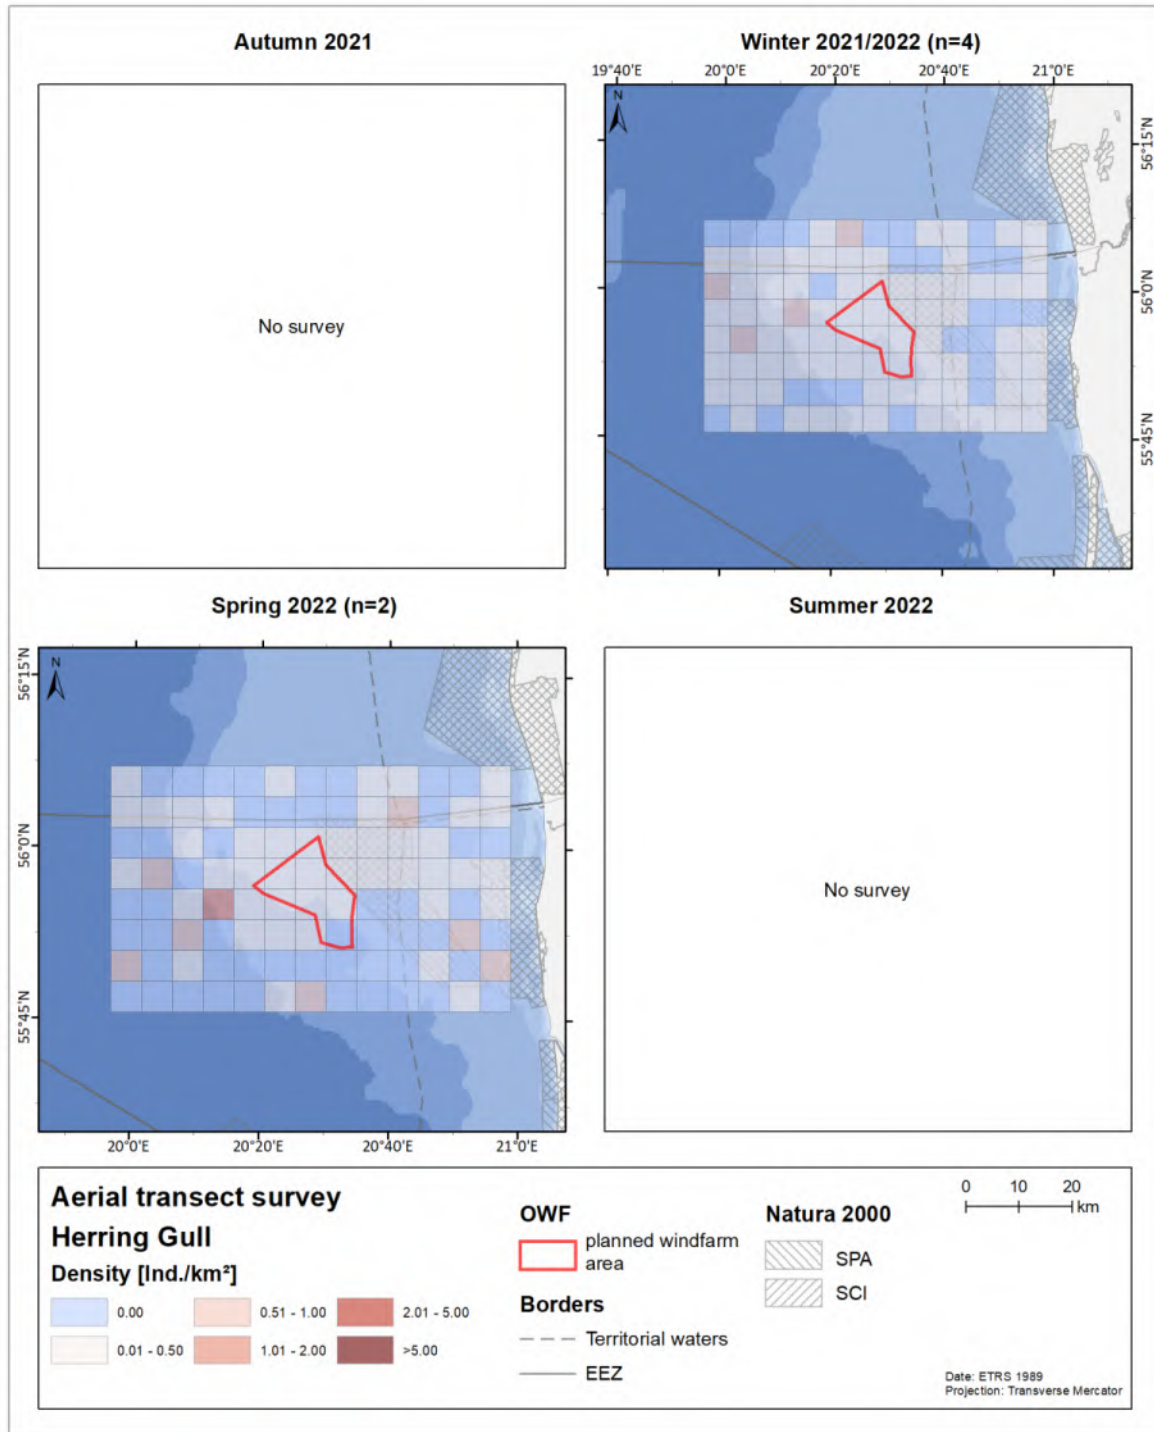 Autumn 2021
No survey
Winter 2021/2022 (n=4)
19°40'E 20°0'E 20°20'E 20°40'E 21°0'E
N
56°15'N
56°0'N
55°45'N
Spring 2022 (n=2)
N
56°15'N
56°0'N
55°45'N
20°0'E 20°20'E 20°40'E 21°0'E
Summer 2022
No survey
Aerial transect survey
Herring Gull
Density [Ind./km²]
0.00
0.51 - 1.00
2.01 - 5.00
0.01 - 0.50
1.01 - 2.00
>5.00
OWF
planned windfarm
area
Borders
Territorial waters
EEZ
Natura 2000
SPA
SCI
0 10 20
km
Date: ETRS 1989
Projection: Transverse Mercator